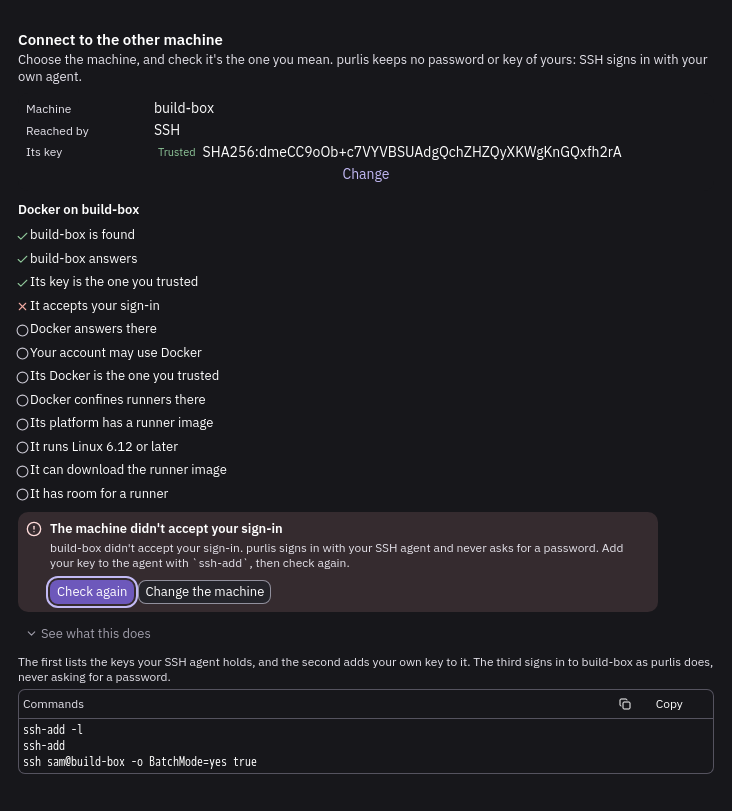 Connect to the other machine
Choose the machine, and check it's the one you mean. purlis keeps no password or key of yours: SSH signs in with your
own agent.
Machine build-box
Reached by SSH
Its key Trusted SHA256:dmeCC9oOb+c7VYVBSUAdgQchZHZQyXKWgKnGQxfh2rA
Change
Docker on build-box
build-box is found
build-box answers
Its key is the one you trusted
It accepts your sign-in
Docker answers there
Your account may use Docker
Its Docker is the one you trusted
Docker confines runners there
Its platform has a runner image
It runs Linux 6.12 or later
It can download the runner image
It has room for a runner
The machine didn't accept your sign-in
build-box didn't accept your sign-in. purlis signs in with your SSH agent and never asks for a password. Add
your key to the agent with `ssh-add`, then check again.
Check again Change the machine
See what this does
The first lists the keys your SSH agent holds, and the second adds your own key to it. The third signs in to build-box as purlis does,
never asking for a password.
Commands Copy
ssh-add -l
ssh-add
ssh sam@build-box -o BatchMode=yes true